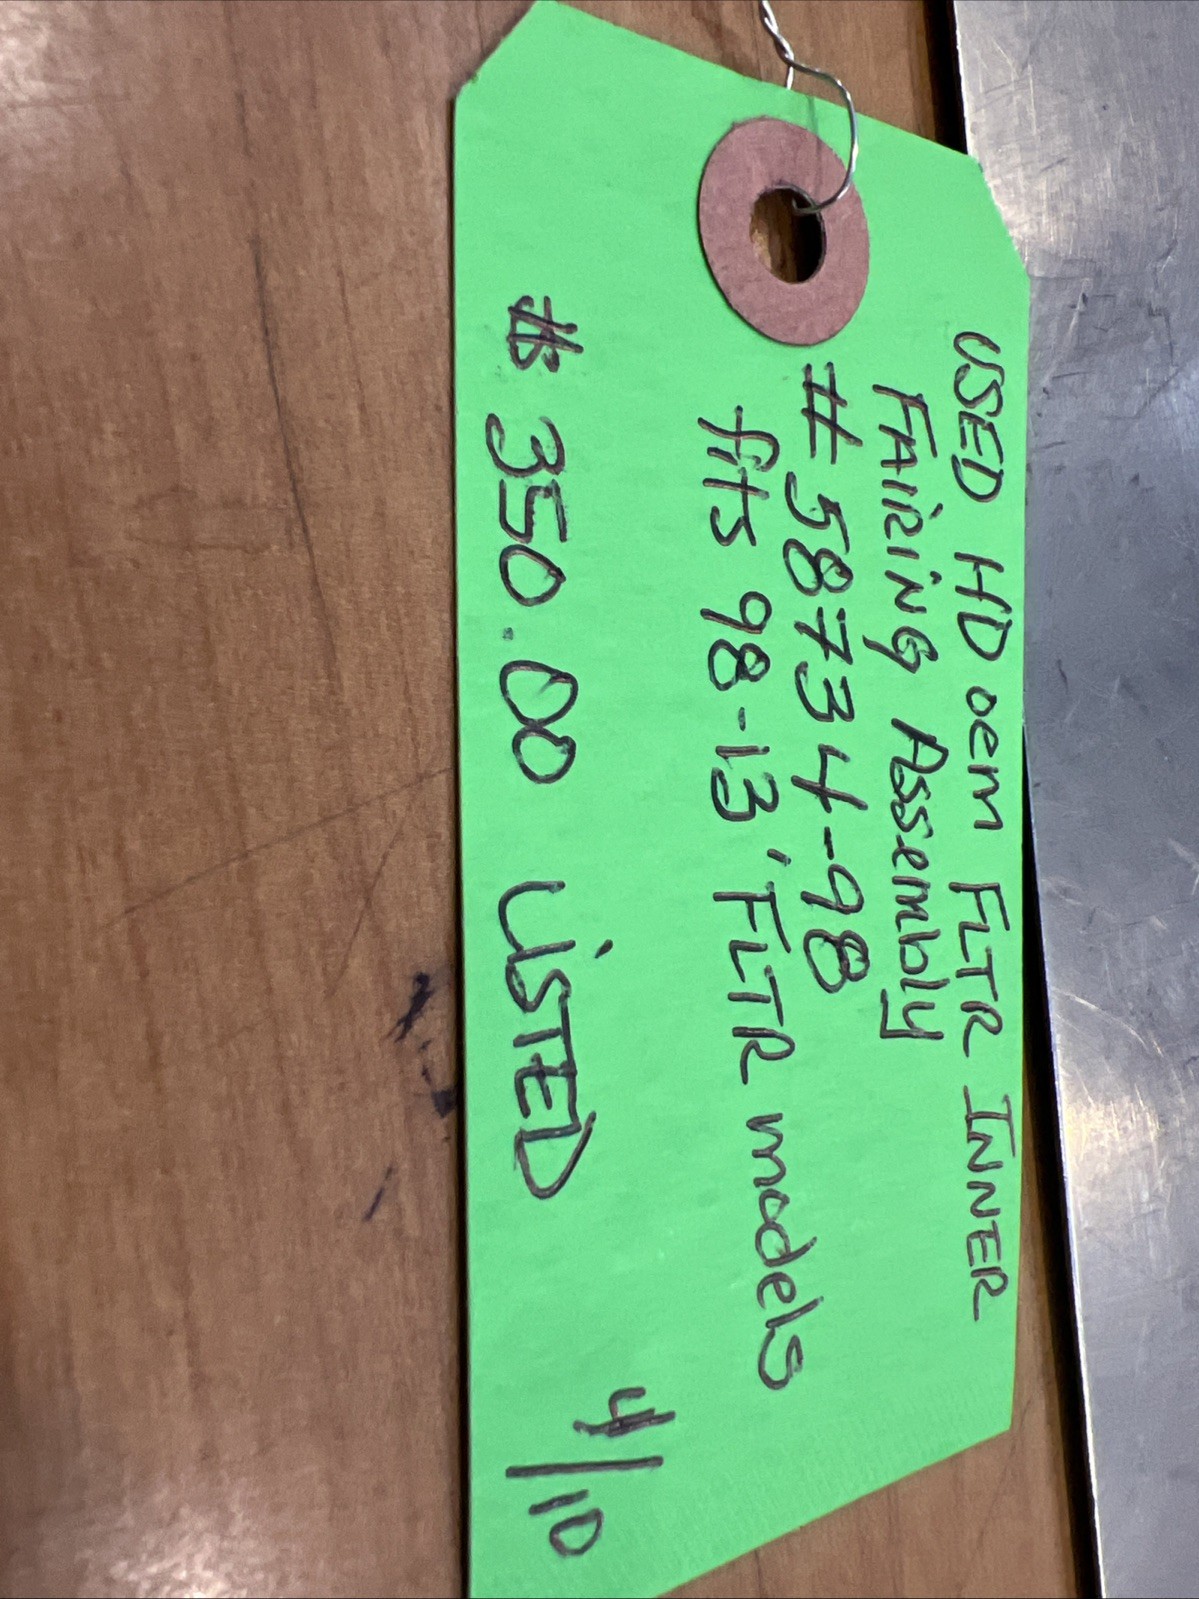 USED HD oem FLTR INNER
FAIRING Assembly
# 58734-98
fits 98-13, FLTR models
$ 350.00 LISTED
4/10